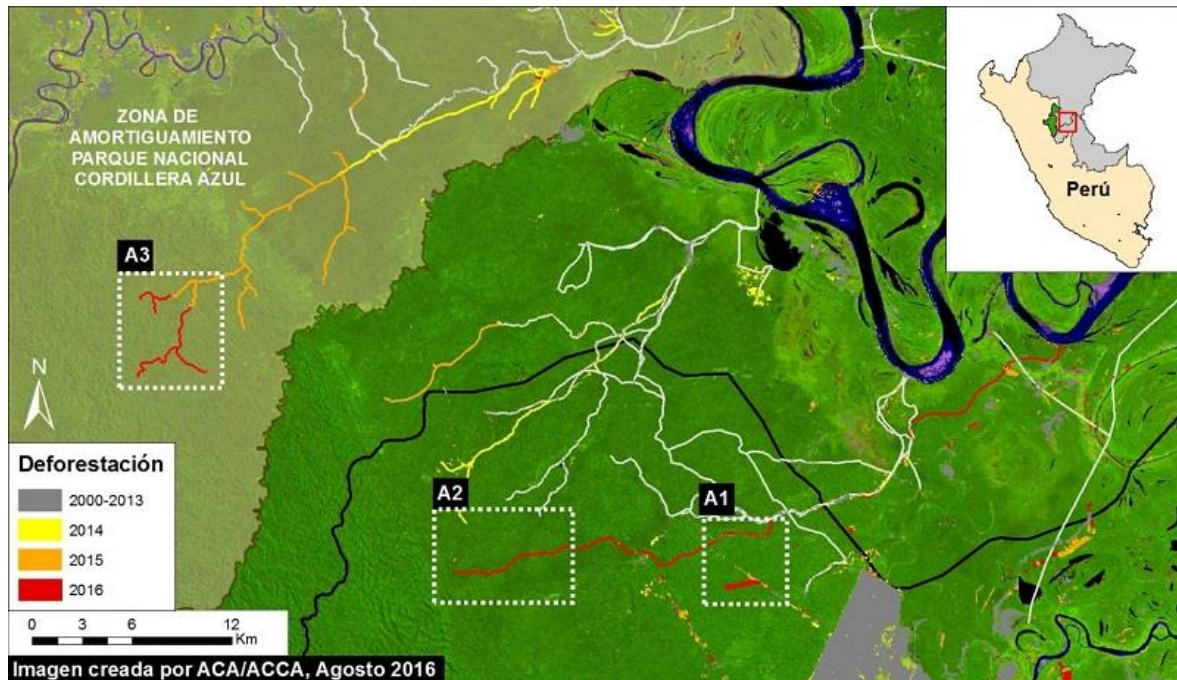 ZONA DE
AMORTIGUAMIENTO
PARQUE NACIONAL
CORDILLERA AZUL
Perú
A3
N
A2
A1
Deforestación
2000-2013
2014
2015
2016
0 3 6 12
Km
Imagen creada por ACA/ACCA, Agosto 2016